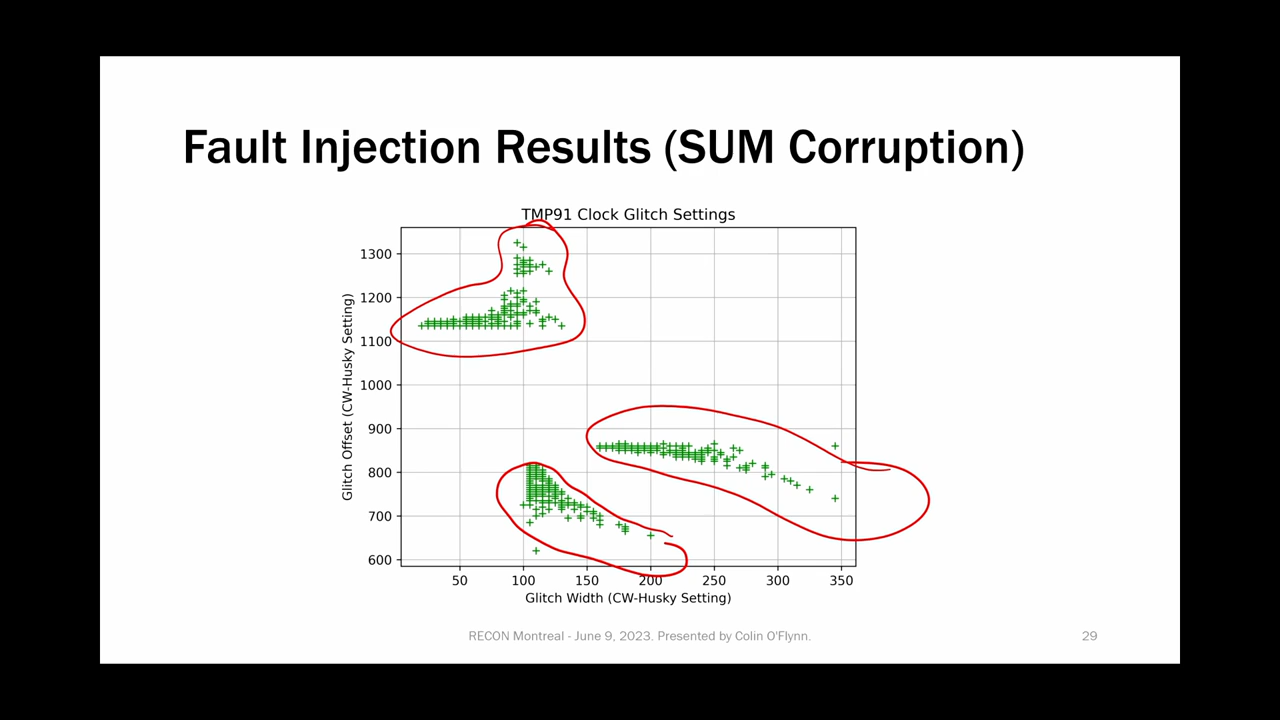 Fault Injection Results (SUM Corruption)
TMP91 Clock Glitch Settings
Glitch Offset (CW-Husky Setting)
1300
1200
1100
1000
900
800
700
600
50 100 150 200 250 300 350
Glitch Width (CW-Husky Setting)
RECON Montreal - June 9, 2023. Presented by Colin O'Flynn.
29